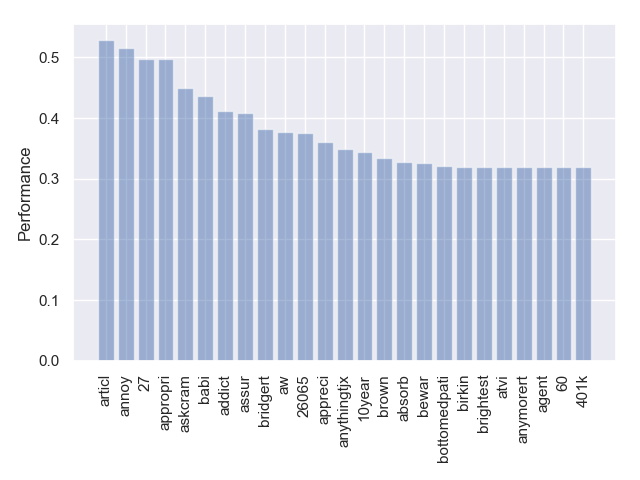 0.5
0.4
0.3
0.2
0.1
0.0
Performance
articl
annoy
27
appropri
askcram
babi
addict
assur
bridgert
aw
26065
appreci
anythingtjx
10year
brown
absorb
bewar
bottomedpati
birkin
brightest
atvi
anymorert
agent
60
401k